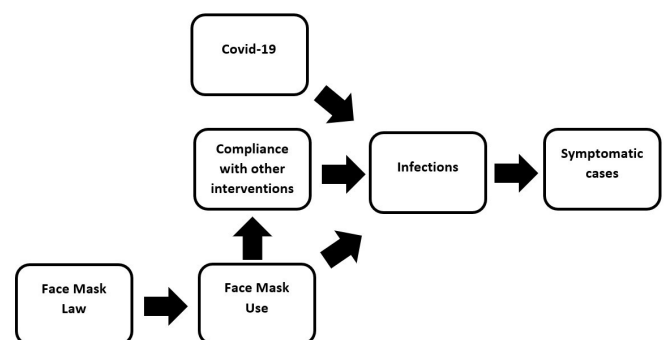 Covid-19
Compliance
with other
interventions
Infections
Symptomatic
cases
Face Mask
Law
Face Mask
Use